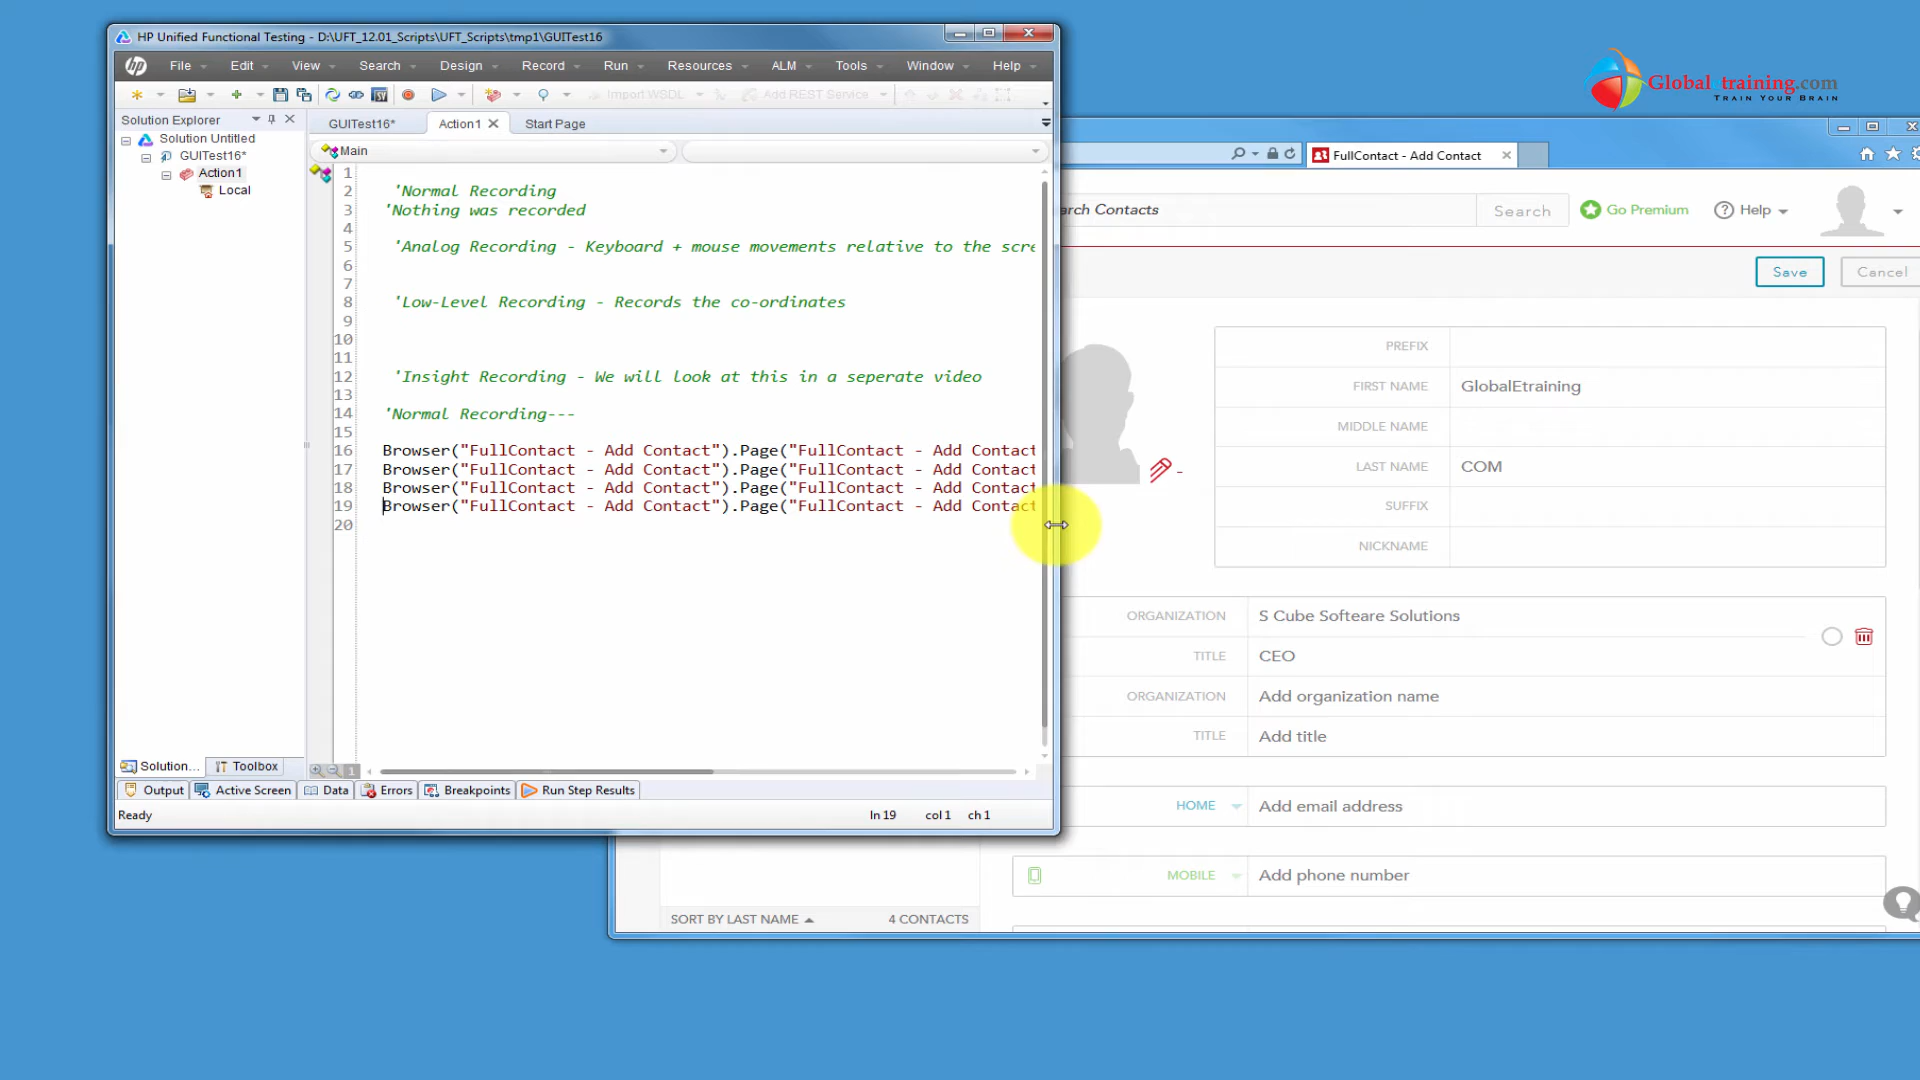 HP Unified Functional Testing - D:\UFT_12.01_Scripts\UFT_Scripts\tmp1\GUITest16
hp File Edit View Search Design Record Run Resources ALM Tools Window Help
Import WSDL Add REST Service
Solution Explorer
Solution Untitled
GUITest16*
Action1
Local
GUITest16* Action1 Start Page
Main
1
2 'Normal Recording
3 'Nothing was recorded
4
5 'Analog Recording - Keyboard + mouse movements relative to the scre
6
7
8 'Low-Level Recording - Records the co-ordinates
9
10
11
12 'Insight Recording - We will look at this in a seperate video
13
14 'Normal Recording---
15
16 Browser("FullContact - Add Contact").Page("FullContact - Add Contact
17 Browser("FullContact - Add Contact").Page("FullContact - Add Contact
18 Browser("FullContact - Add Contact").Page("FullContact - Add Contact
19 Browser("FullContact - Add Contact").Page("FullContact - Add Contact
20
Solution... Toolbox
Output Active Screen Data Errors Breakpoints Run Step Results
Ready ln 19 col 1 ch 1
Globaletraining.com
TRAIN YOUR BRAIN
FullContact - Add Contact
arch Contacts Search Go Premium Help
Save Cancel
PREFIX
FIRST NAME GlobalEtraining
MIDDLE NAME
LAST NAME COM
SUFFIX
NICKNAME
ORGANIZATION S Cube Softeare Solutions
TITLE CEO
ORGANIZATION Add organization name
TITLE Add title
HOME Add email address
MOBILE Add phone number
SORT BY LAST NAME 4 CONTACTS